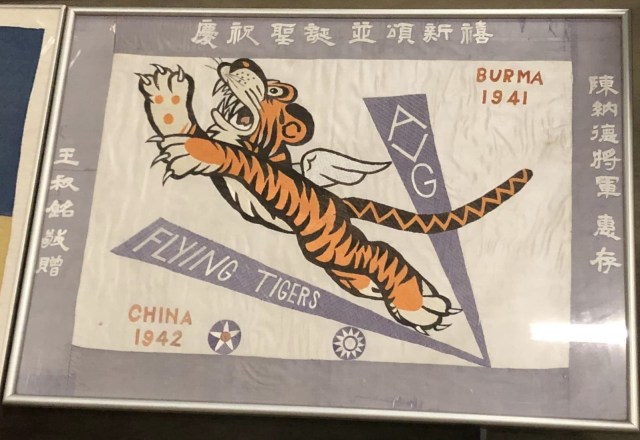 慶祝聖誕並頌新禧
陳納德將軍 惠存
BURMA
1941
AVG
FLYING TIGERS
CHINA
1942
王叔銘敬贈